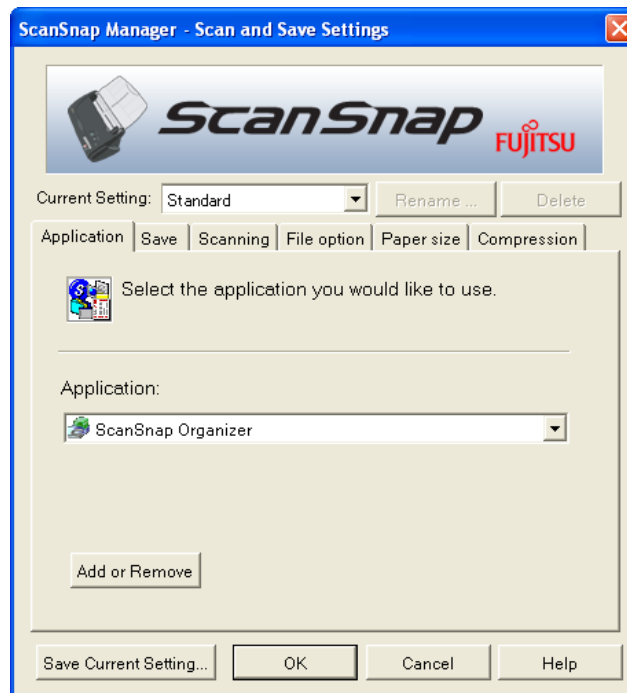 ScanSnap Manager - Scan and Save Settings
ScanSnap FUJITSU
Current Setting: Standard Rename ... Delete
Application Save Scanning File option Paper size Compression
Select the application you would like to use.
Application:
ScanSnap Organizer
Add or Remove
Save Current Setting... OK Cancel Help